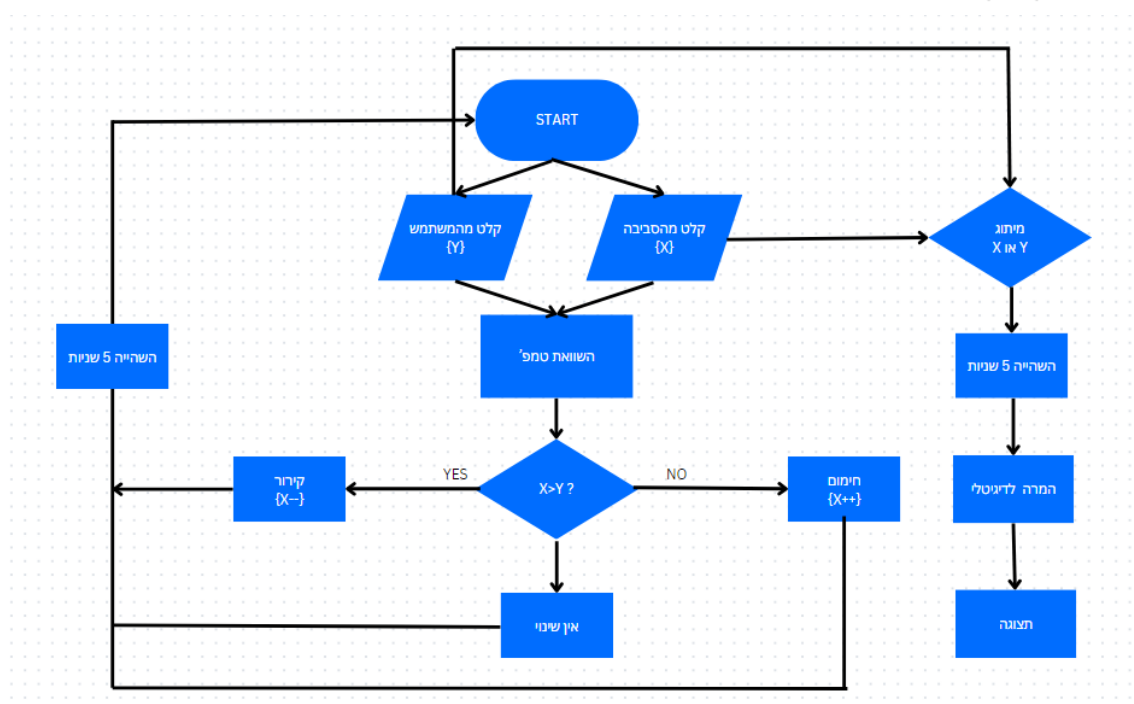 START
קלט מהמשתמש
{Y}
קלט מהסביבה
{X}
מיתוג
X או Y
השהייה 5 שניות
השוואת טמפ'
השהייה 5 שניות
קירור
{X--}
YES
X>Y ?
NO
חימום
{X++}
המרה לדיגיטלי
אין שינוי
תצוגה